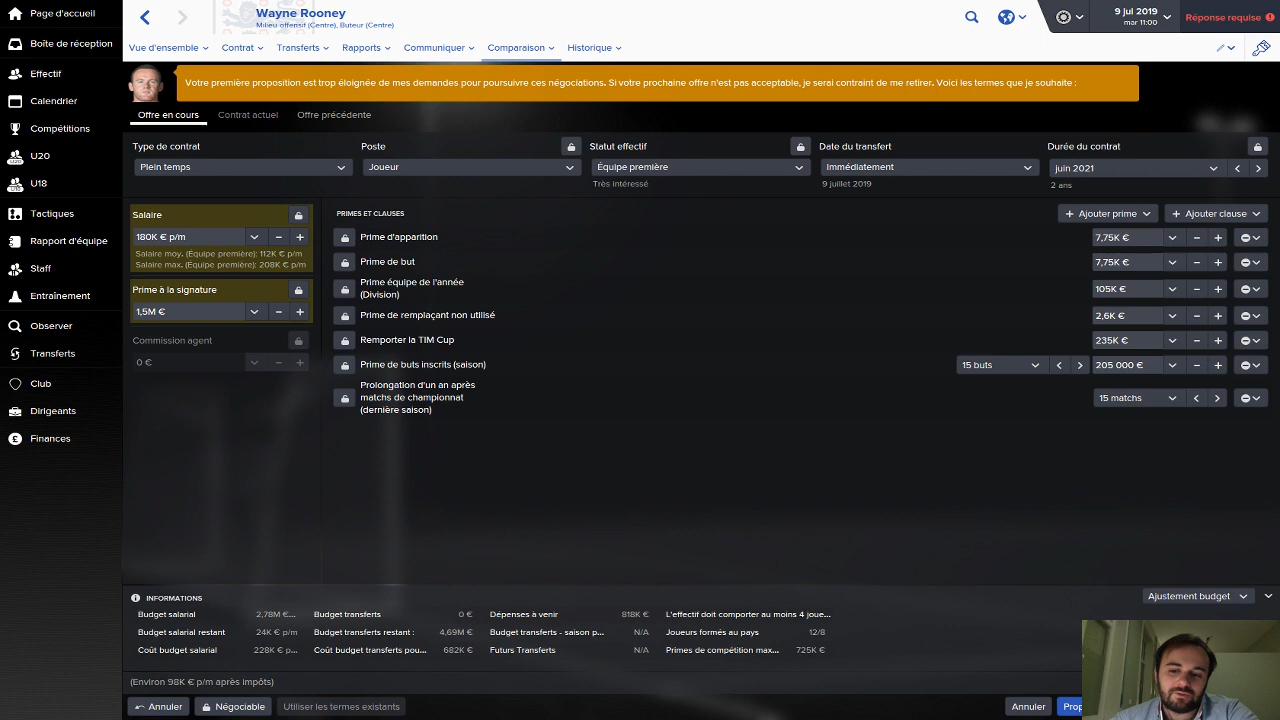 Page d'accueil
Boîte de réception
Effectif
Calendrier
Compétitions
U20
U20
U18
U18
Tactiques
Rapport d'équipe
Staff
Entraînement
Observer
Transferts
Club
Dirigeants
Finances
Wayne Rooney
Milieu offensif (Centre), Buteur (Centre)
9 jul 2019
mar 11:00
Réponse requise
Vue d'ensemble
Contrat
Transferts
Rapports
Communiquer
Comparaison
Historique
Votre première proposition est trop éloignée de mes demandes pour poursuivre ces négociations. Si votre prochaine offre n'est pas acceptable, je serai contraint de me retirer. Voici les termes que je souhaite :
Offre en cours Contrat actuel Offre précédente
Type de contrat
Plein temps
Poste
Joueur
Statut effectif
Équipe première
Très intéressé
Date du transfert
Immédiatement
9 juillet 2019
Durée du contrat
juin 2021
2 ans
Salaire
180K € p/m
Salaire moy. (Équipe première): 112K € p/m
Salaire max. (Équipe première): 208K € p/m
Prime à la signature
1,5M €
Commission agent
0 €
PRIMES ET CLAUSES
Ajouter prime
Ajouter clause
Prime d'apparition 7,75K €
Prime de but 7,75K €
Prime équipe de l'année
(Division) 105K €
Prime de remplaçant non utilisé 2,6K €
Remporter la TIM Cup 235K €
Prime de buts inscrits (saison) 15 buts 205 000 €
Prolongation d'un an après
matchs de championnat 15 matchs
(dernière saison)
INFORMATIONS
Ajustement budget
Budget salarial 2,78M €... Budget transferts 0 € Dépenses à venir 818K € L'effectif doit comporter au moins 4 joue...
Budget salarial restant 24K € p/m Budget transferts restant : 4,69M € Budget transferts - saison p... N/A Joueurs formés au pays 12/8
Coût budget salarial 228K € p... Coût budget transferts pou... 682K € Futurs Transferts N/A Primes de compétition max... 725K €
(Environ 98K € p/m après impôts)
Annuler Négociable Utiliser les termes existants Annuler Prop